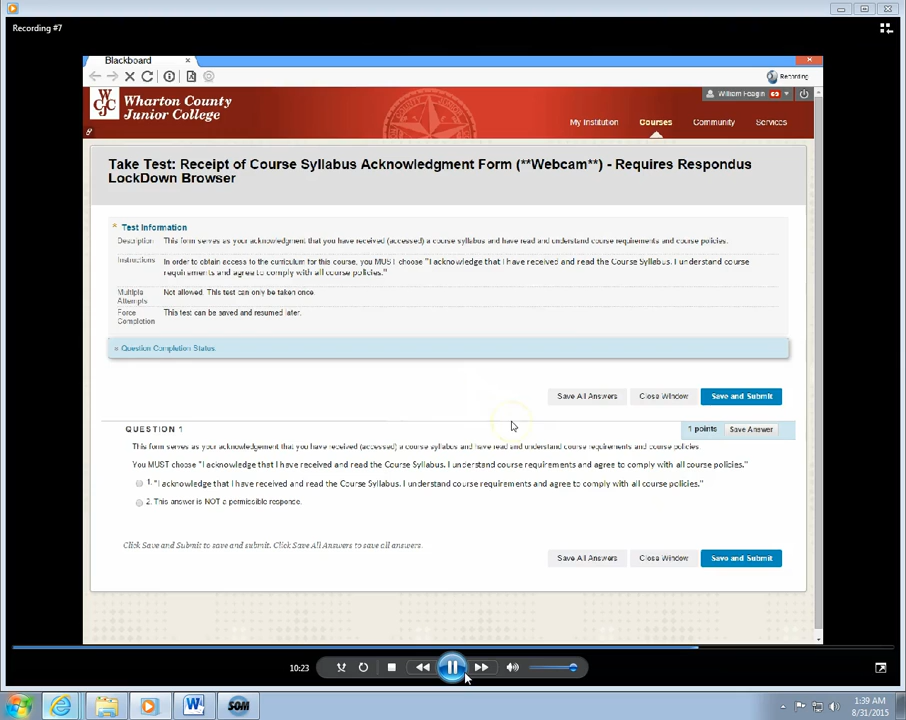 Recording #7
Blackboard
Recording
WCJC Wharton County
Junior College
William Feagin 69
My Institution Courses Community Services
Take Test: Receipt of Course Syllabus Acknowledgment Form (**Webcam**) - Requires Respondus
LockDown Browser
Test Information
Description This form serves as your acknowledgment that you have received (accessed) a course syllabus and have read and understand course requirements and course policies.
Instructions In order to obtain access to the curriculum for this course, you MUST choose "I acknowledge that I have received and read the Course Syllabus. I understand course
requirements and agree to comply with all course policies."
Multiple Attempts Not allowed. This test can only be taken once.
Force Completion This test can be saved and resumed later.
Question Completion Status:
Save All Answers Close Window Save and Submit
QUESTION 1 1 points Save Answer
This form serves as your acknowledgement that you have received (accessed) a course syllabus and have read and understand course requirements and course policies.
You MUST choose "I acknowledge that I have received and read the Course Syllabus. I understand course requirements and agree to comply with all course policies."
1. "I acknowledge that I have received and read the Course Syllabus. I understand course requirements and agree to comply with all course policies."
2. This answer is NOT a permissible response.
Click Save and Submit to save and submit. Click Save All Answers to save all answers.
Save All Answers Close Window Save and Submit
10:23
SOM
1:39 AM
8/31/2015